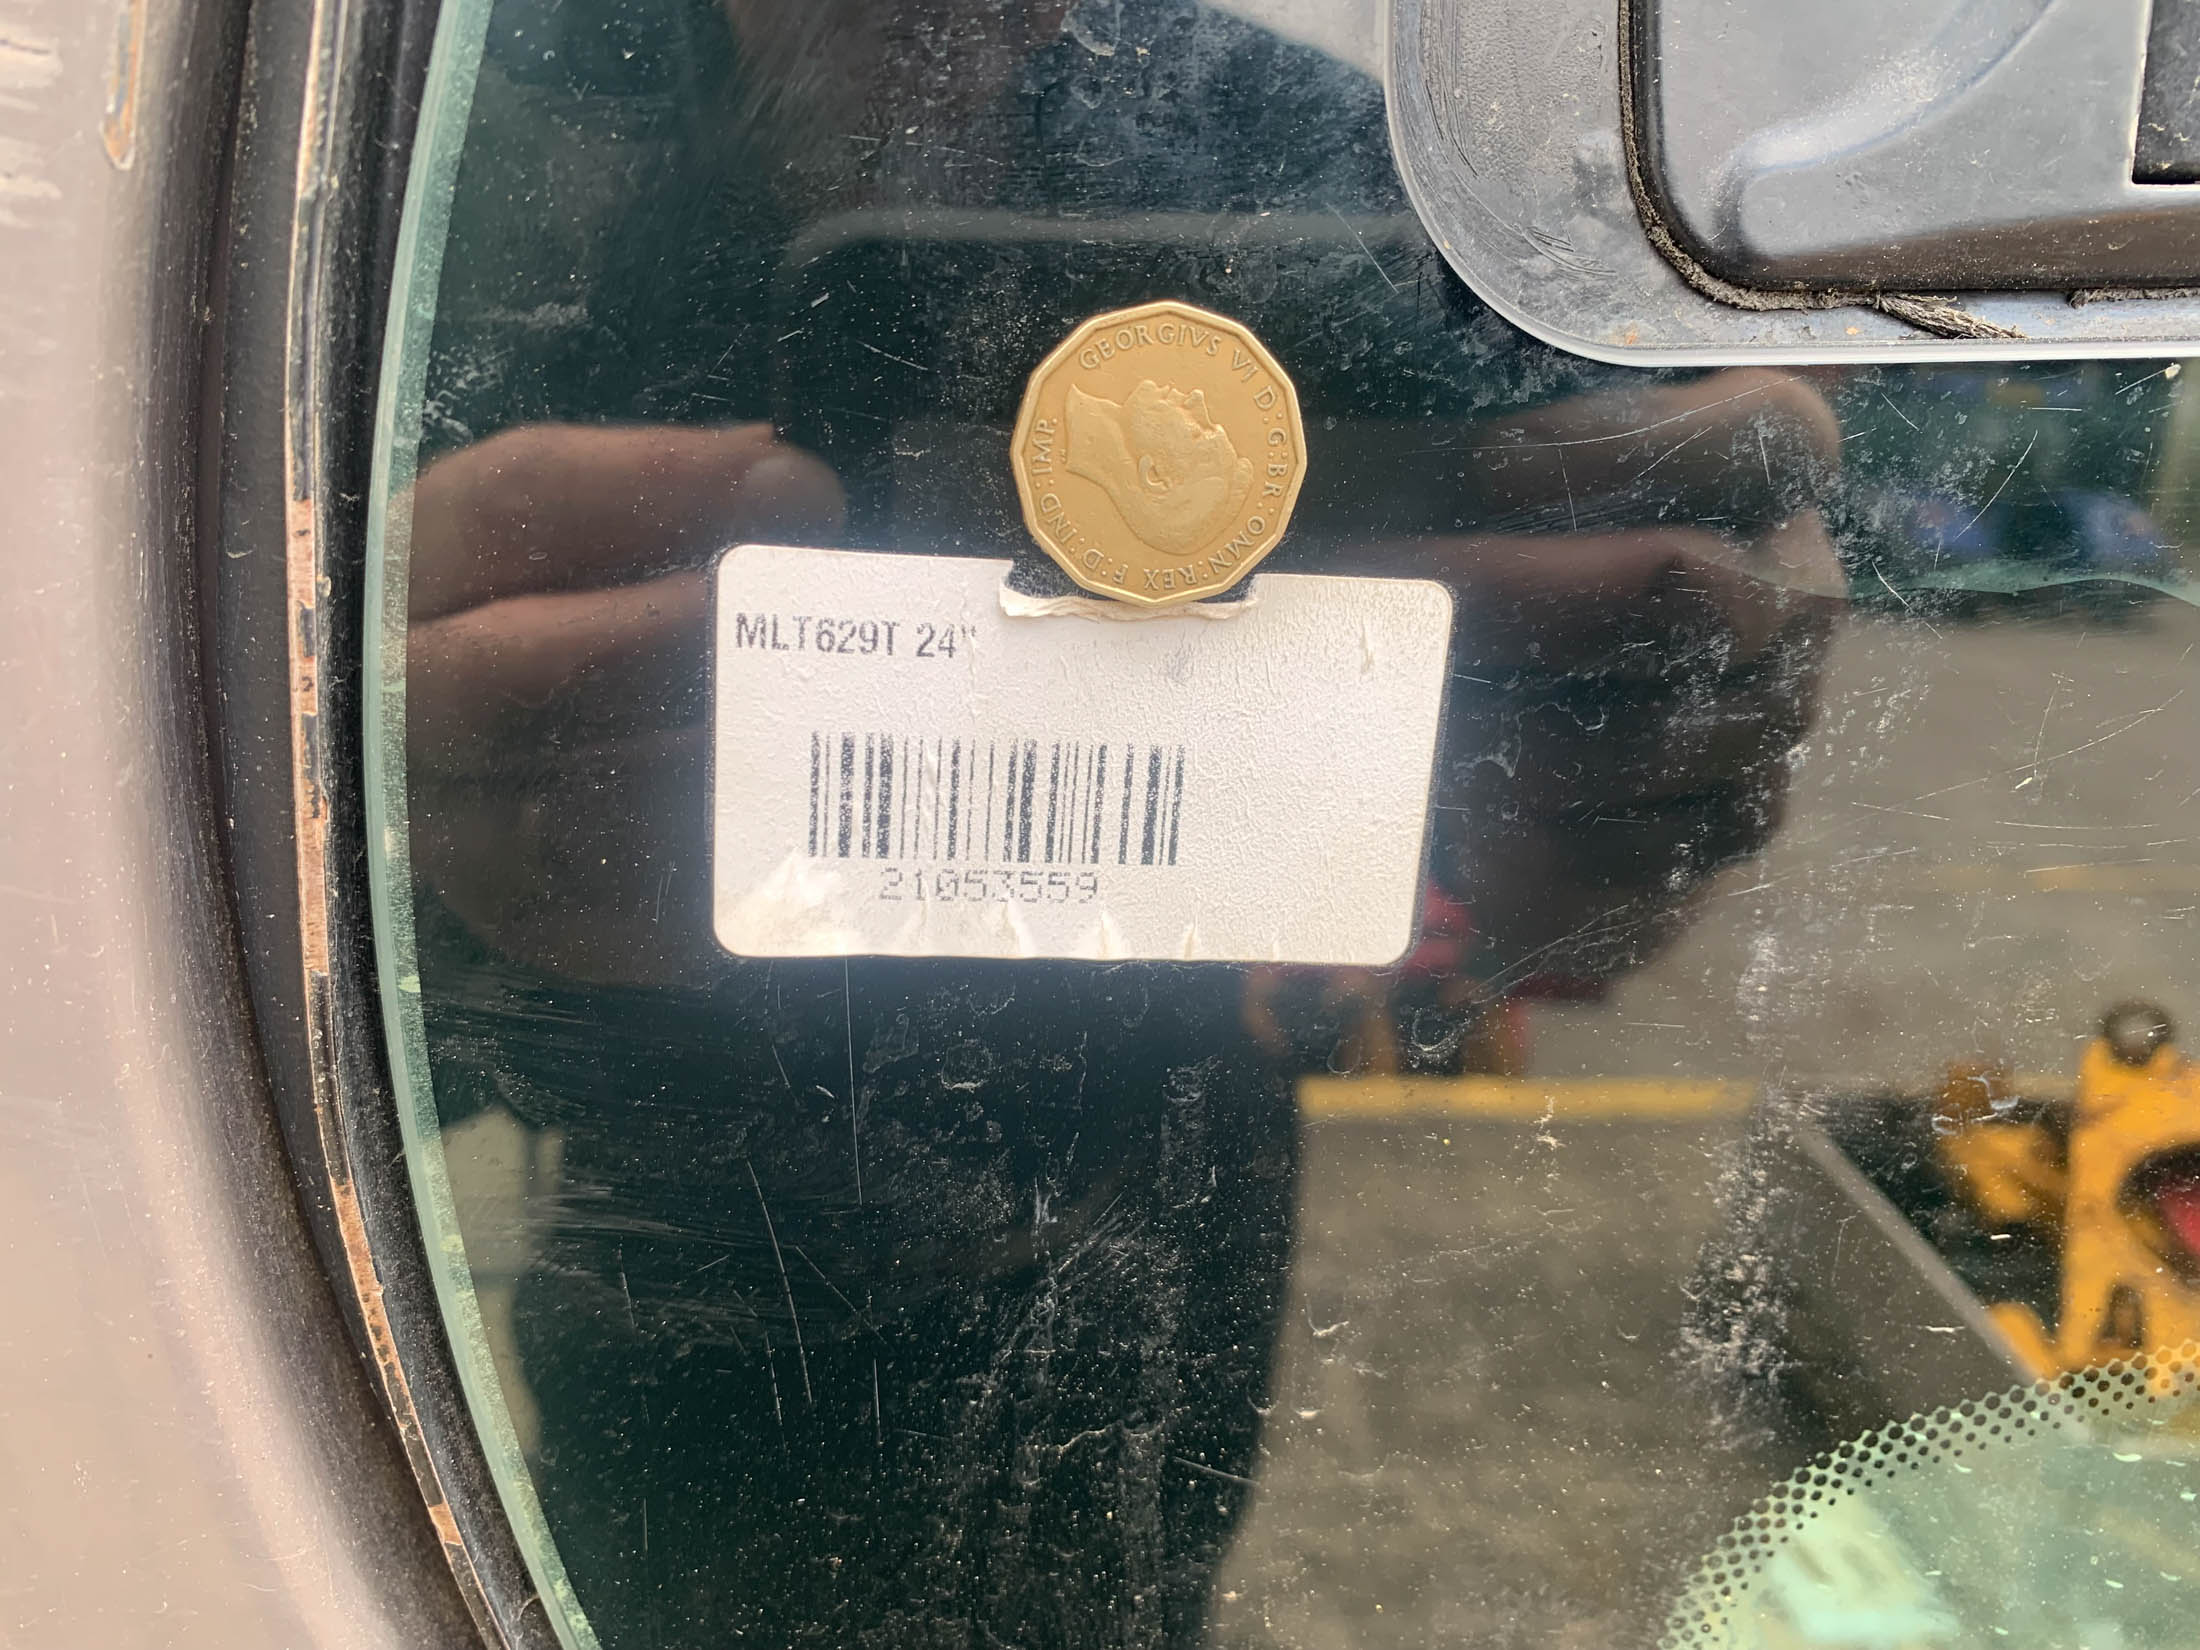 GEORGIVS VI D:G:BR:OMN:REX F:D:IND:IMP.
MLT629T 24"
21053559